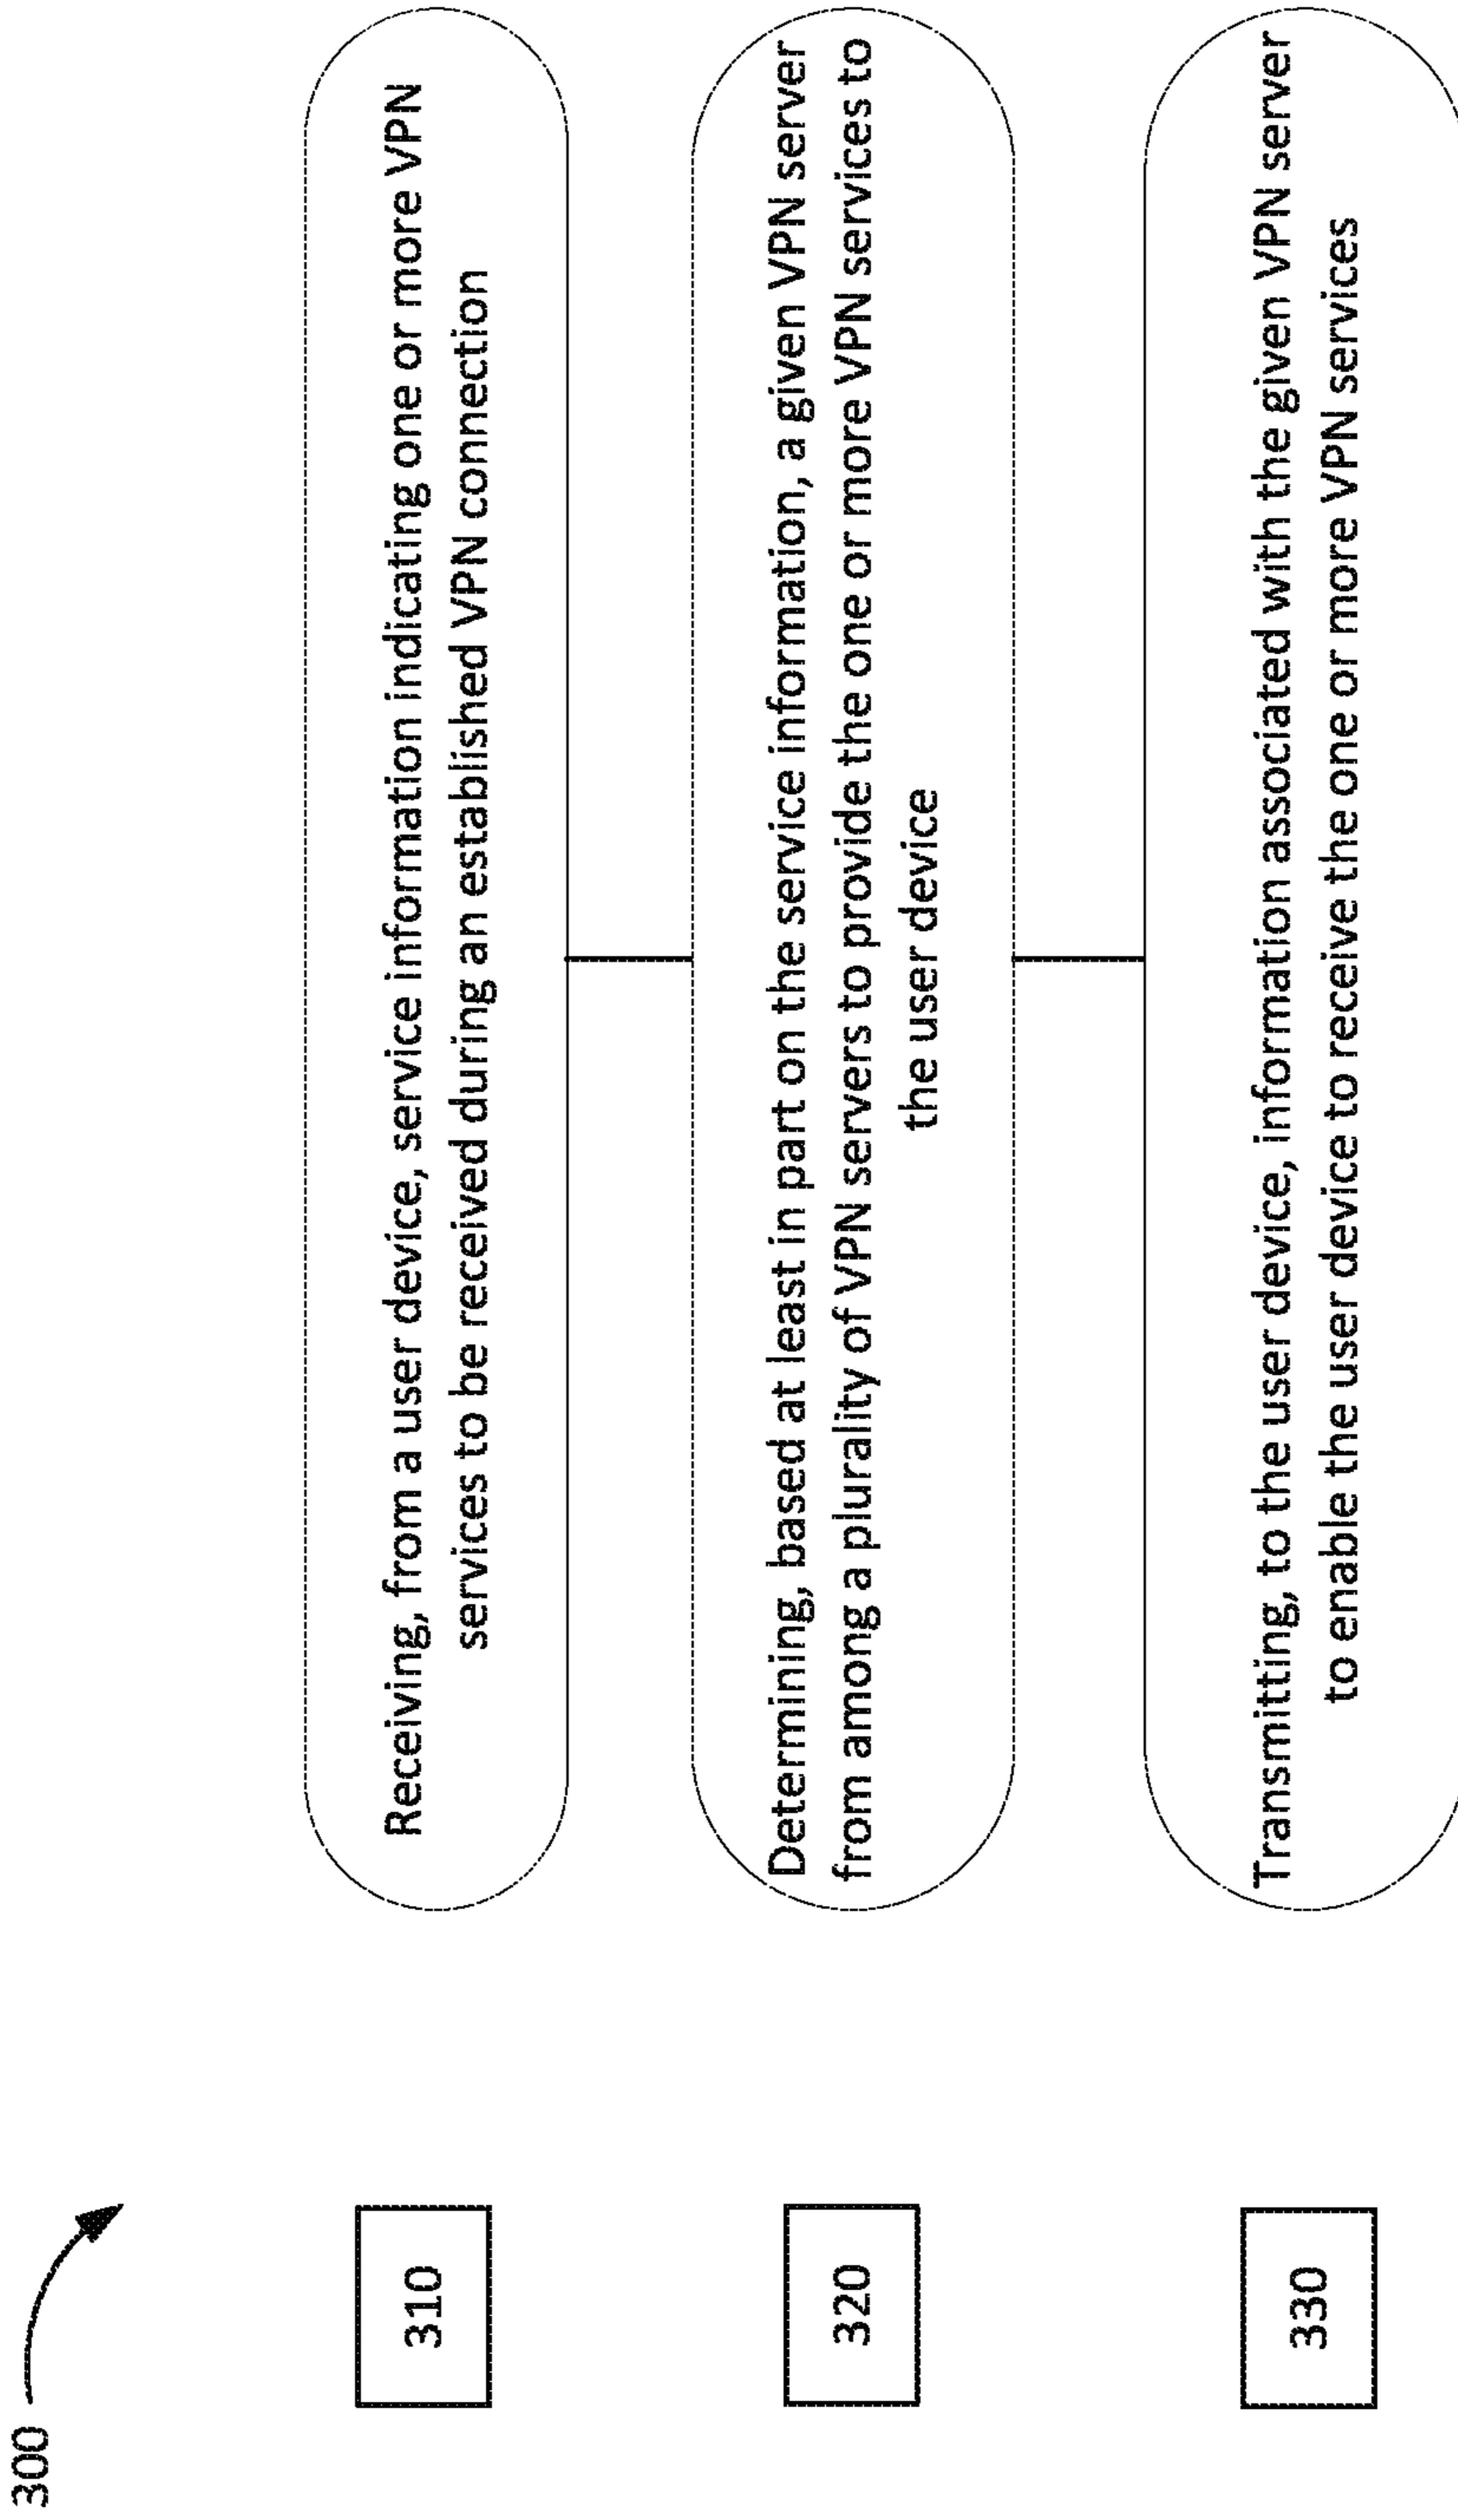 300
310
Receiving, from a user device, service information indicating one or more VPN
services to be received during an established VPN connection
320
Determining, based at least in part on the service information, a given VPN server
from among a plurality of VPN servers to provide the one or more VPN services to
the user device
330
Transmitting, to the user device, information associated with the given VPN server
to enable the user device to receive the one or more VPN services